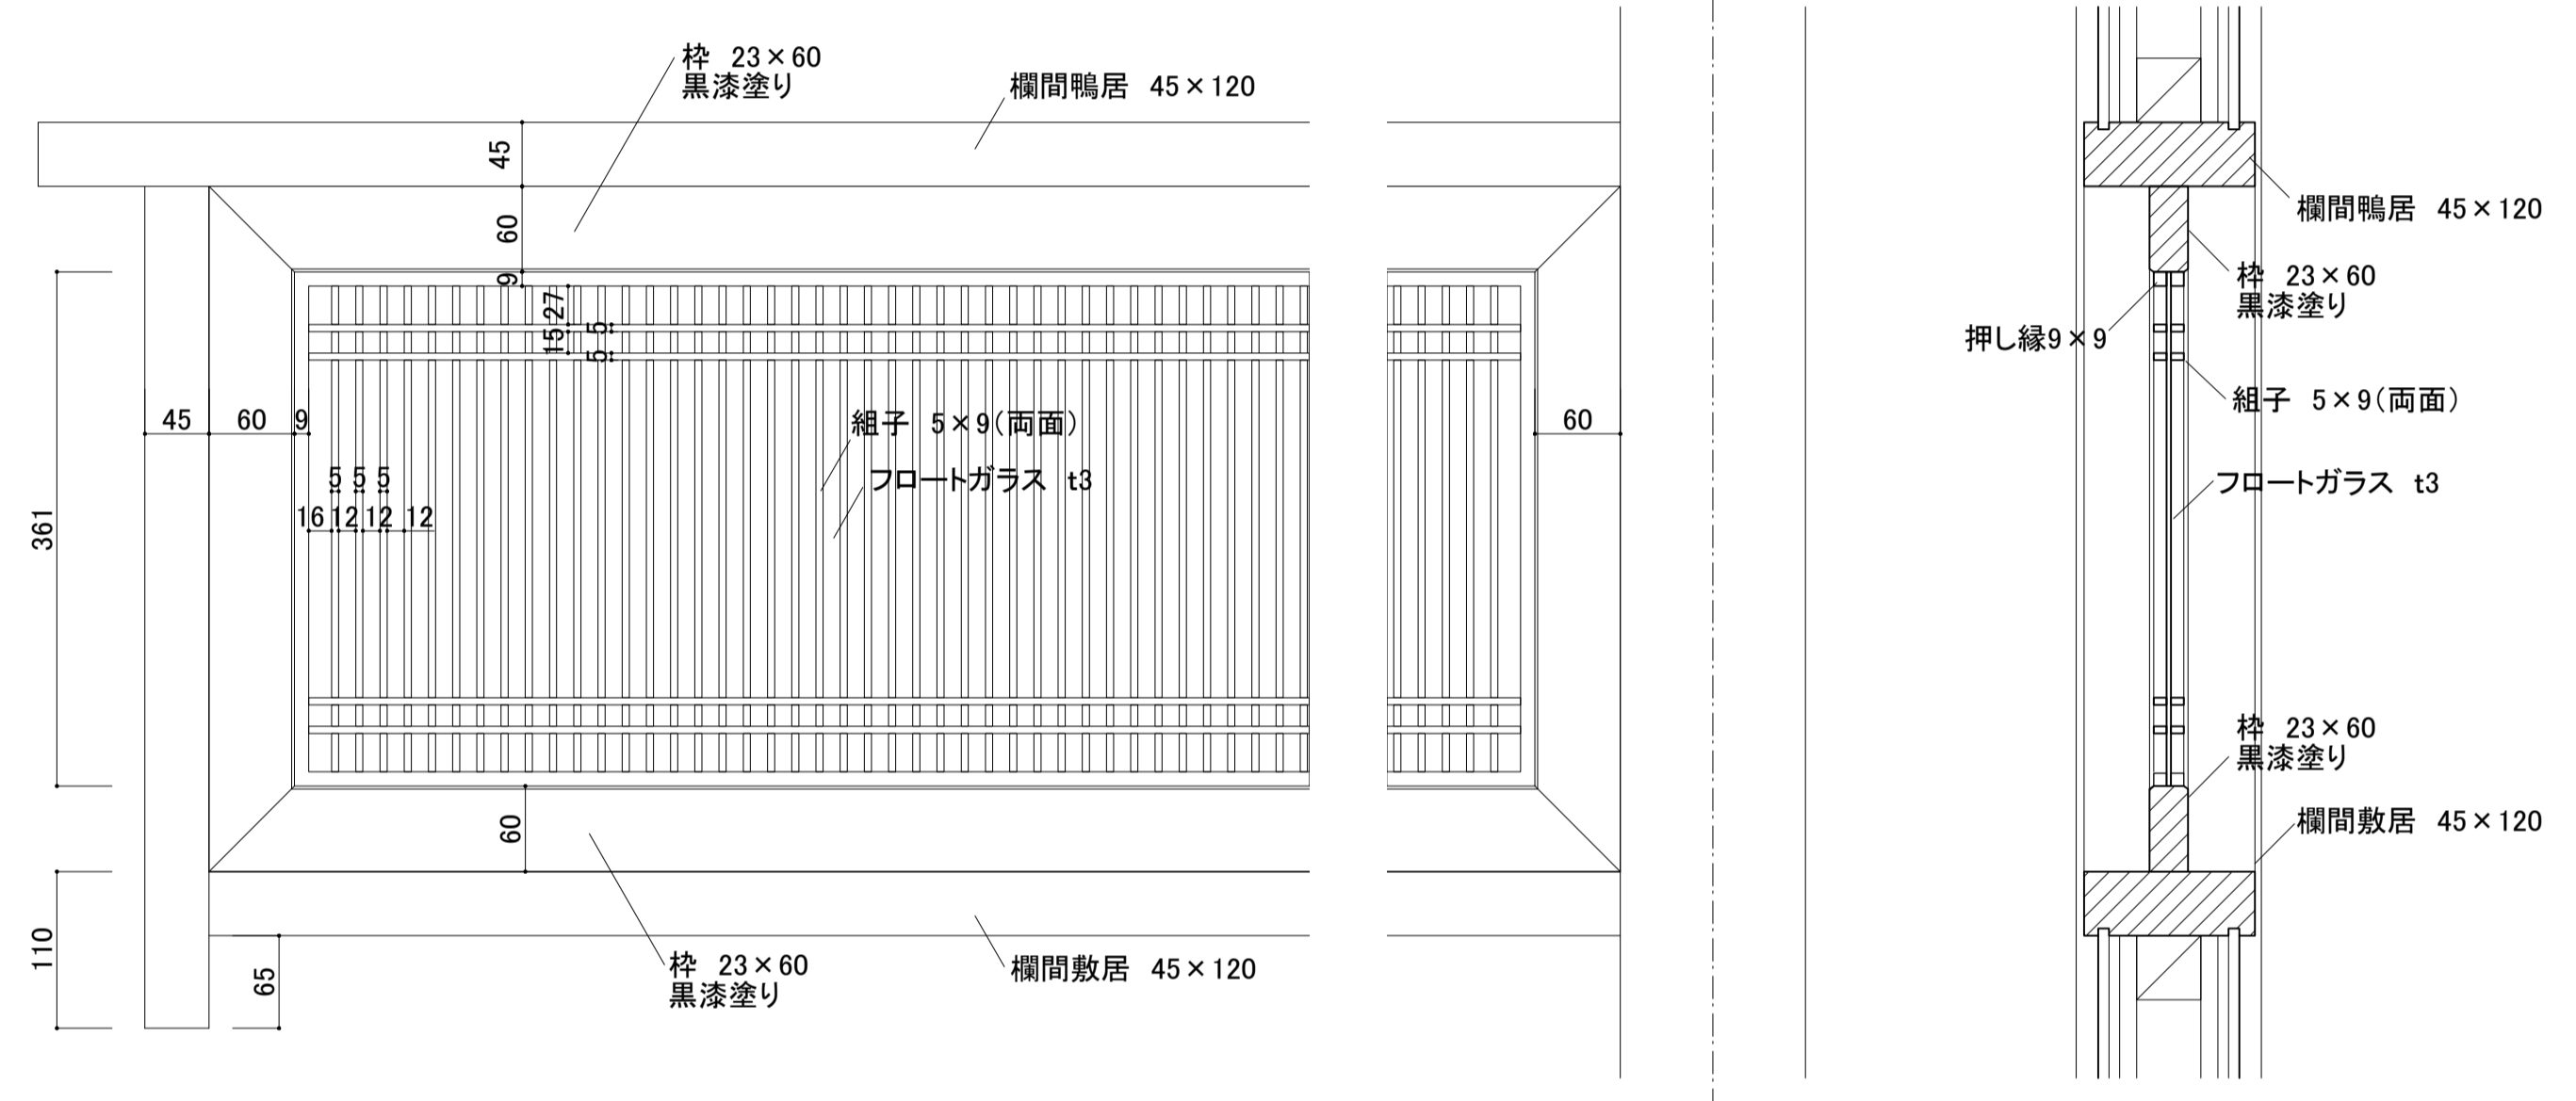 枠 23×60
黒漆塗り
欄間鴨居 45×120
45
60
9
27
15
5
5
361
45
60
9
60
組子 5×9(両面)
フロートガラス t3
5 5 5
16 12 12 12
60
110
65
枠 23×60
黒漆塗り
欄間敷居 45×120
欄間鴨居 45×120
枠 23×60
黒漆塗り
押し縁9×9
組子 5×9(両面)
フロートガラス t3
枠 23×60
黒漆塗り
欄間敷居 45×120